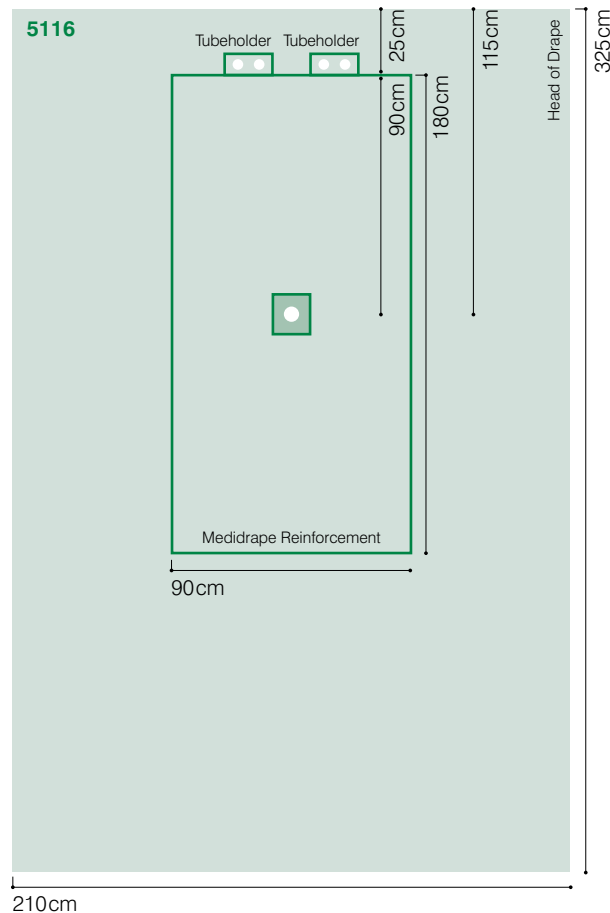 5116
Tubeholder Tubeholder
25cm
115cm
325cm
Head of Drape
90cm
180cm
Medidrape Reinforcement
90cm
210cm